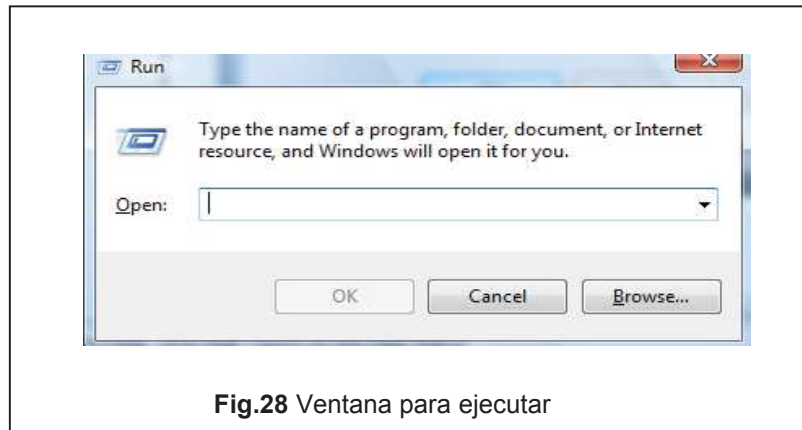 Run
Type the name of a program, folder, document, or Internet
resource, and Windows will open it for you.
Open:
OK
Cancel
Browse...
Fig.28 Ventana para ejecutar